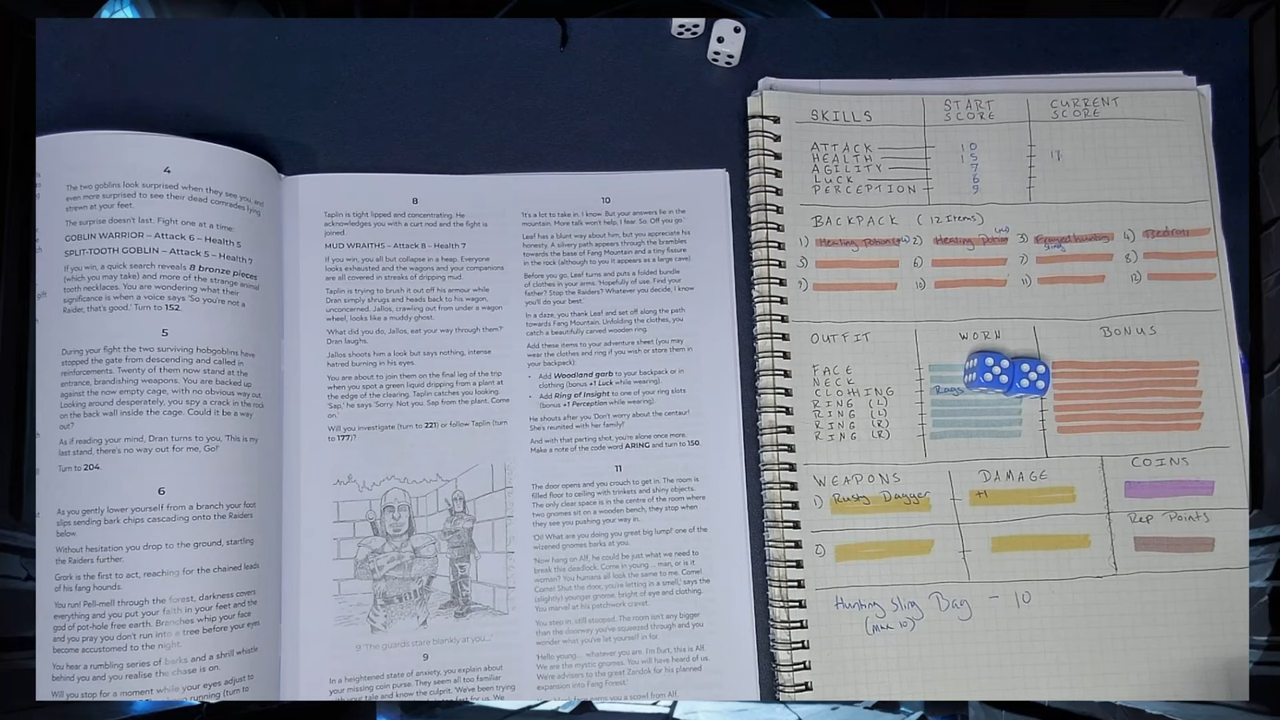 4
The two goblins look surprised when they see you, and
even more surprised to see their dead comrades lying
strewn at your feet.
The surprise doesn't last. Fight one at a time:
GOBLIN WARRIOR – Attack 6 – Health 5
SPLIT-TOOTH GOBLIN – Attack 5 – Health 7
If you win, a quick search reveals 8 bronze pieces
(which you may take) and more of the strange animal
tooth necklaces. You are wondering what their
significance is when a voice says 'So you're not a
Raider, that's good.' Turn to 152.
5
During your fight the two surviving hobgoblins have
stopped the gate from descending and called in
reinforcements. Twenty of them now stand at the
entrance, brandishing weapons. You are backed up
against the now empty cage, with no obvious way
Looking around desperately, you spy a crack in the rock
on the back wall inside the cage. Could it be a way
out?
As if reading your mind, Dran turns to you, 'This is my
last stand, there's no way out for me, Go!'
Turn to 204.
6
As you gently lower yourself from a branch your foot
slips sending bark chips cascading onto the Raiders
below.
Without hesitation you drop to the ground, startling
the Raiders further.
Grark is the first to act, reaching for the chained leads
of his fang hounds.
You run! Pell-mell through the forest, darkness covers
everything and you put your faith in your feet and the
god of pot-hole free earth. Branches whip your face
and you pray you don't run into a tree before your eyes
become accustomed to the night.
You hear a rumbling series of barks and a shrill whistle
behind you and you realise the chase is on.
Will you stop for a moment while your eyes adjust to
running (turn to
8
Taplin is tight lipped and concentrating. He
acknowledges you with a curt nod and the fight is
joined.
MUD WRAITHS – Attack 8 – Health 7
If you win, you all but collapse in a heap. Everyone
looks exhausted and the wagons and your companions
are all covered in streaks of dripping mud.
Taplin is trying to brush it out off his armour while
Dran simply shrugs and heads back to his wagon,
unconcerned. Jallos, crawling out from under a wagon
wheel, looks like a muddy ghost.
'What did you do, Jallos, eat your way through them?'
Dran laughs.
Jallos shoots him a look but says nothing, intense
hatred burning in his eyes.
You are about to join them on the final leg of the trip
when you spot a green liquid dripping from a plant at
the edge of the clearing. Taplin catches you looking.
'Sap,' he says 'Sorry. Not you. Sap from the plant. Come
on.'
Will you investigate (turn to 221) or follow Taplin (turn
to 177)?
9 'The guards stare blankly at you...'
9
In a heightened state of anxiety, you explain about
your missing coin purse. They seem all too familiar
with your tale and know the culprit. 'We've been trying
10
'It's a lot to take in. I know. But your answers lie in the
mountain. More talk won't help, I fear. So. Off you go.'
Leaf has a blunt way about him, but you appreciate his
honesty. A silvery path appears through the brambles
towards the base of Fang Mountain and a tiny fissure
in the rock (although to you it appears as a large cave).
Before you go, Leaf turns and puts a folded bundle
of clothes in your arms. 'Hopefully of use. Find your
father? Stop the Raiders? Whatever you decide, I know
you'll do your best.'
In a daze, you thank Leaf and set off along the path
towards Fang Mountain. Unfolding the clothes, you
catch a beautifully carved wooden ring.
Add these items to your adventure sheet (you may
wear the clothes and ring if you wish or store them in
your backpack):
• Add Woodland garb to your backpack or in
clothing (bonus +1 Luck while wearing).
• Add Ring of Insight to one of your ring slots
(bonus +1 Perception while wearing).
He shouts after you 'Don't worry about the centaur!
She's reunited with her family!'
And with that parting shot, you're alone once more.
Make a note of the code word ARING and turn to 150.
11
The door opens and you crouch to get in. The room is
filled floor to ceiling with trinkets and shiny objects.
The only clear space is in the centre of the room where
two gnomes sit on a wooden bench, they stop when
they see you pushing your way in.
'Oi! What are you doing you great big lump?' one of the
wizened gnomes barks at you.
'Now hang on Alf, he could be just what we need to
break this deadlock. Come in young... man, or is it
woman? You humans all look the same to me. Come!
Come! Shut the door, you're letting in a smell,' says the
(slightly) younger gnome, bright of eye and clothing.
You marvel at his patchwork cravat.
You step in, still stooped. The room isn't any bigger
than the doorway you've squeezed through and you
wonder what you've let yourself in for.
'Hello young... whatever you are. I'm Burt, this is Alf.
We are the mystic gnomes. You will have heard of us.
We're advisers to the great Zandok for his planned
expansion into Fang Forest.'
you a scowl from Alf.
SKILLS START SCORE CURRENT SCORE
ATTACK 10
HEALTH 15
AGILITY 7
LUCK 6
PERCEPTION 9
BACKPACK (12 Items)
1) Healing Potion 2) Healing Potion 3) Frayed hunting sling 4) Bedroll
5) 6) 7) 8)
9) 10) 11) 12)
OUTFIT WORN BONUS
FACE
NECK
CLOTHING Rags
RING (L)
RING (L)
RING (R)
RING (R)
WEAPONS DAMAGE COINS
1) Rusty Dagger +1
Rep Points
2)
Hunting Sling Bag – 10
(Max 10)